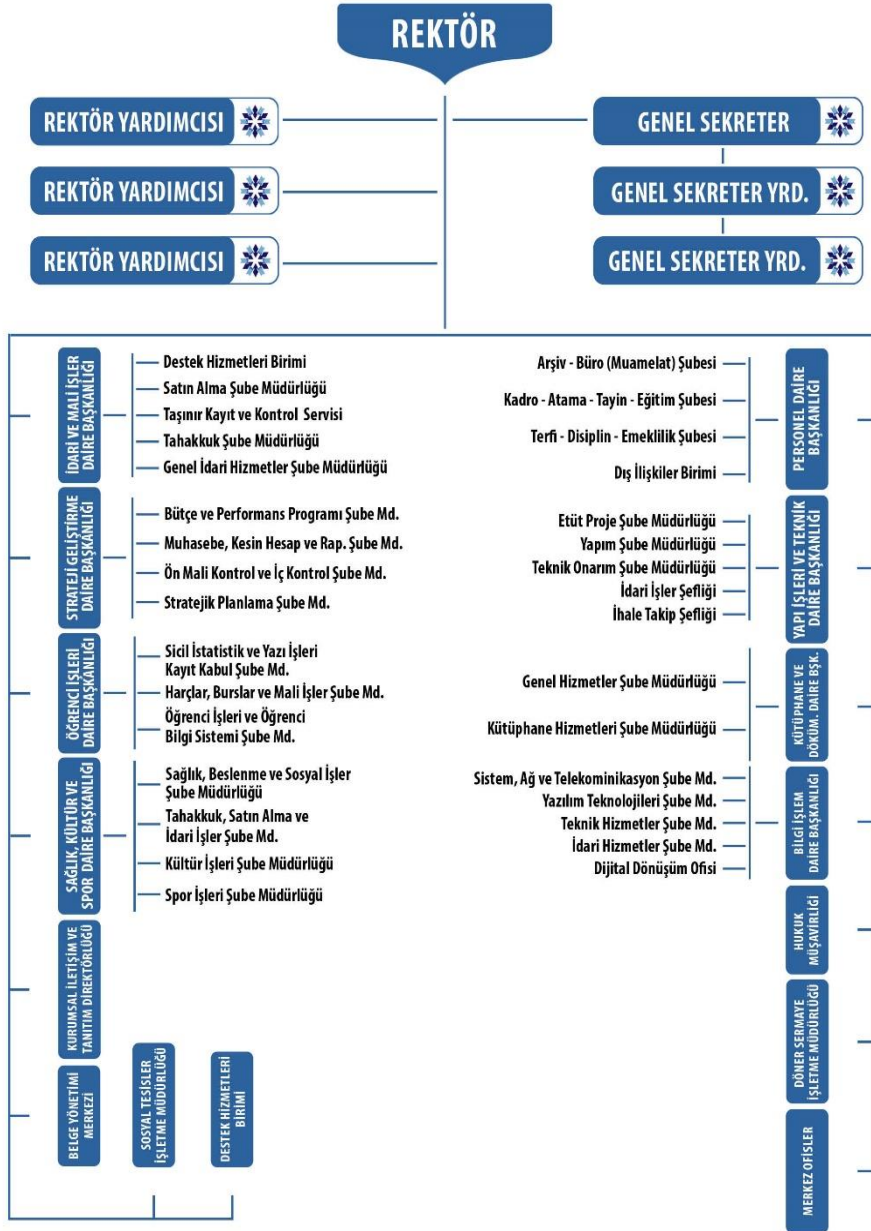 REKTÖR
REKTÖR YARDIMCISI
REKTÖR YARDIMCISI
REKTÖR YARDIMCISI
GENEL SEKRETER
GENEL SEKRETER YRD.
GENEL SEKRETER YRD.
İDARİ VE MALİ İŞLER
DAİRE BAŞKANLIĞI
Destek Hizmetleri Birimi
Satın Alma Şube Müdürlüğü
Taşınır Kayıt ve Kontrol Servisi
Tahakkuk Şube Müdürlüğü
Genel İdari Hizmetler Şube Müdürlüğü
STRATEJİ GELİŞTİRME
DAİRE BAŞKANLIĞI
Bütçe ve Performans Programı Şube Md.
Muhasebe, Kesin Hesap ve Rap. Şube Md.
Ön Mali Kontrol ve İç Kontrol Şube Md.
Stratejik Planlama Şube Md.
ÖĞRENCİ İŞLERİ
DAİRE BAŞKANLIĞI
Sicil İstatistik ve Yazı İşleri
Kayıt Kabul Şube Md.
Harçlar, Burslar ve Mali İşler Şube Md.
Öğrenci İşleri ve Öğrenci
Bilgi Sistemi Şube Md.
SAĞLIK, KÜLTÜR VE
SPOR DAİRE BAŞKANLIĞI
Sağlık, Beslenme ve Sosyal İşler
Şube Müdürlüğü
Tahakkuk, Satın Alma ve
İdari İşler Şube Md.
Kültür İşleri Şube Müdürlüğü
Spor İşleri Şube Müdürlüğü
KURUMSAL İLETİŞİM VE
TANITIM DİREKTÖRLÜĞÜ
BELGE YÖNETİMİ
MERKEZİ
SOSYAL TESİSLER
İŞLETME MÜDÜRLÜĞÜ
DESTEK HİZMETLERİ
BİRİMİ
Arşiv - Büro (Muamelat) Şubesi
Kadro - Atama - Tayin - Eğitim Şubesi
Terfi - Disiplin - Emeklilik Şubesi
Dış İlişkiler Birimi
PERSONEL DAİRE
BAŞKANLIĞI
Etüt Proje Şube Müdürlüğü
Yapım Şube Müdürlüğü
Teknik Onarım Şube Müdürlüğü
İdari İşler Şefliği
İhale Takip Şefliği
YAPI İŞLERİ VE TEKNİK
DAİRE BAŞKANLIĞI
Genel Hizmetler Şube Müdürlüğü
Kütüphane Hizmetleri Şube Müdürlüğü
KÜTÜPHANE VE
DÖKÜM. DAİRE BŞK.
Sistem, Ağ ve Telekominikasyon Şube Md.
Yazılım Teknolojileri Şube Md.
Teknik Hizmetler Şube Md.
İdari Hizmetler Şube Md.
Dijital Dönüşüm Ofisi
BİLGİ İŞLEM
DAİRE BAŞKANLIĞI
HUKUK
MÜŞAVİRLİĞİ
DÖNER SERMAYE
İŞLETME MÜDÜRLÜĞÜ
MERKEZ OFİSLER